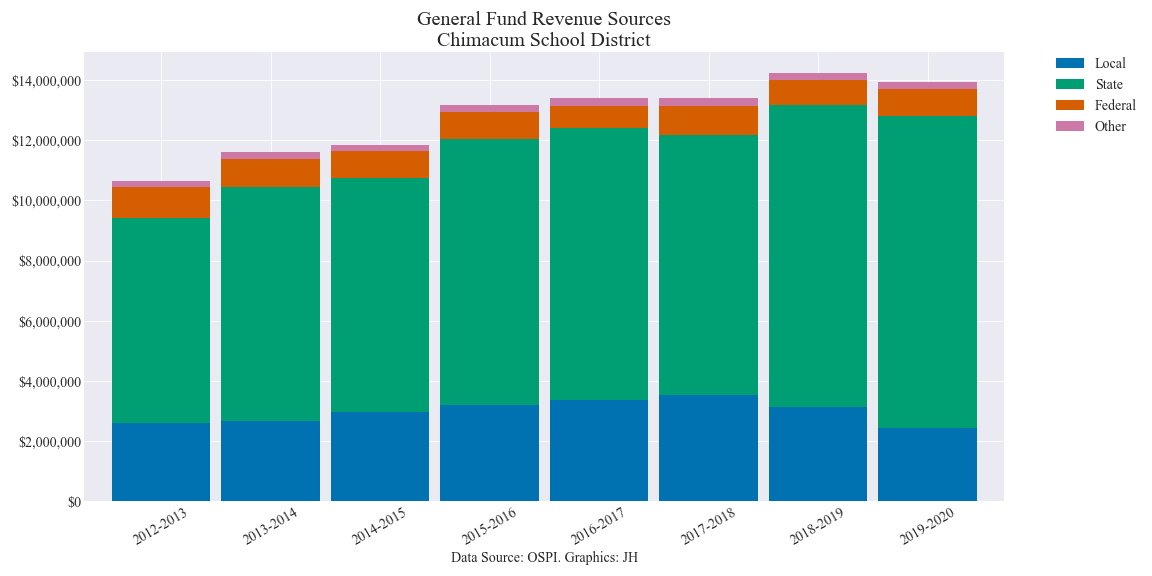 General Fund Revenue Sources
Chimacum School District
Local
State
Federal
Other
$14,000,000
$12,000,000
$10,000,000
$8,000,000
$6,000,000
$4,000,000
$2,000,000
$0
2012-2013
2013-2014
2014-2015
2015-2016
2016-2017
2017-2018
2018-2019
2019-2020
Data Source: OSPI. Graphics: JH